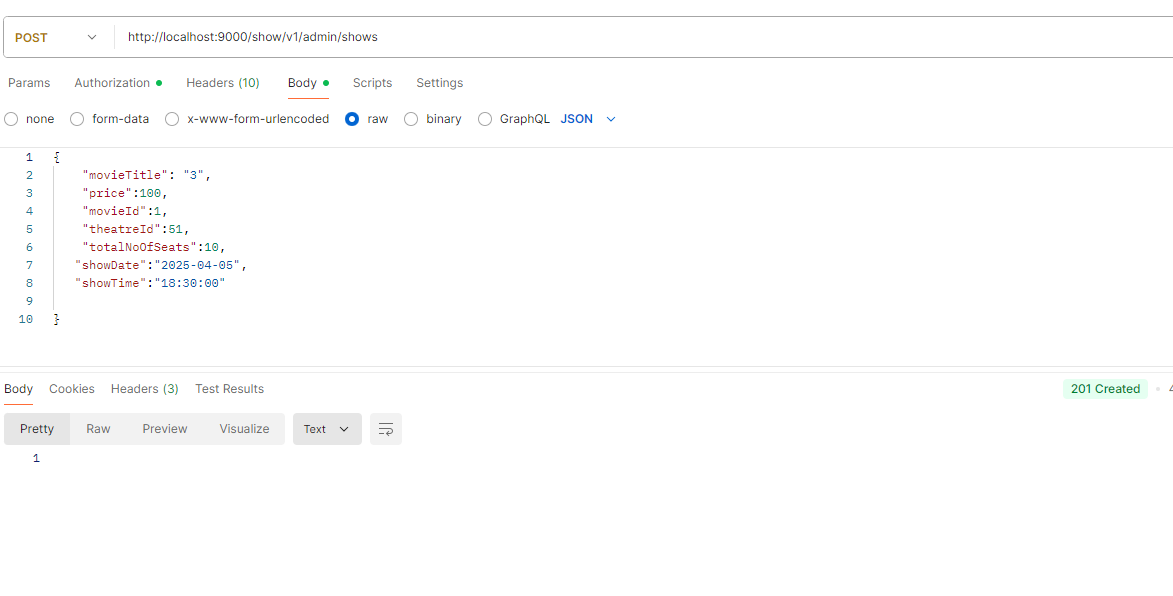 POST http://localhost:9000/show/v1/admin/shows
Params Authorization Headers (10) Body Scripts Settings
none form-data x-www-form-urlencoded raw binary GraphQL JSON
1 {
2 "movieTitle": "3",
3 "price":100,
4 "movieId":1,
5 "theatreId":51,
6 "totalNoOfSeats":10,
7 "showDate":"2025-04-05",
8 "showTime":"18:30:00"
9
10 }
Body Cookies Headers (3) Test Results 201 Created
Pretty Raw Preview Visualize Text
1